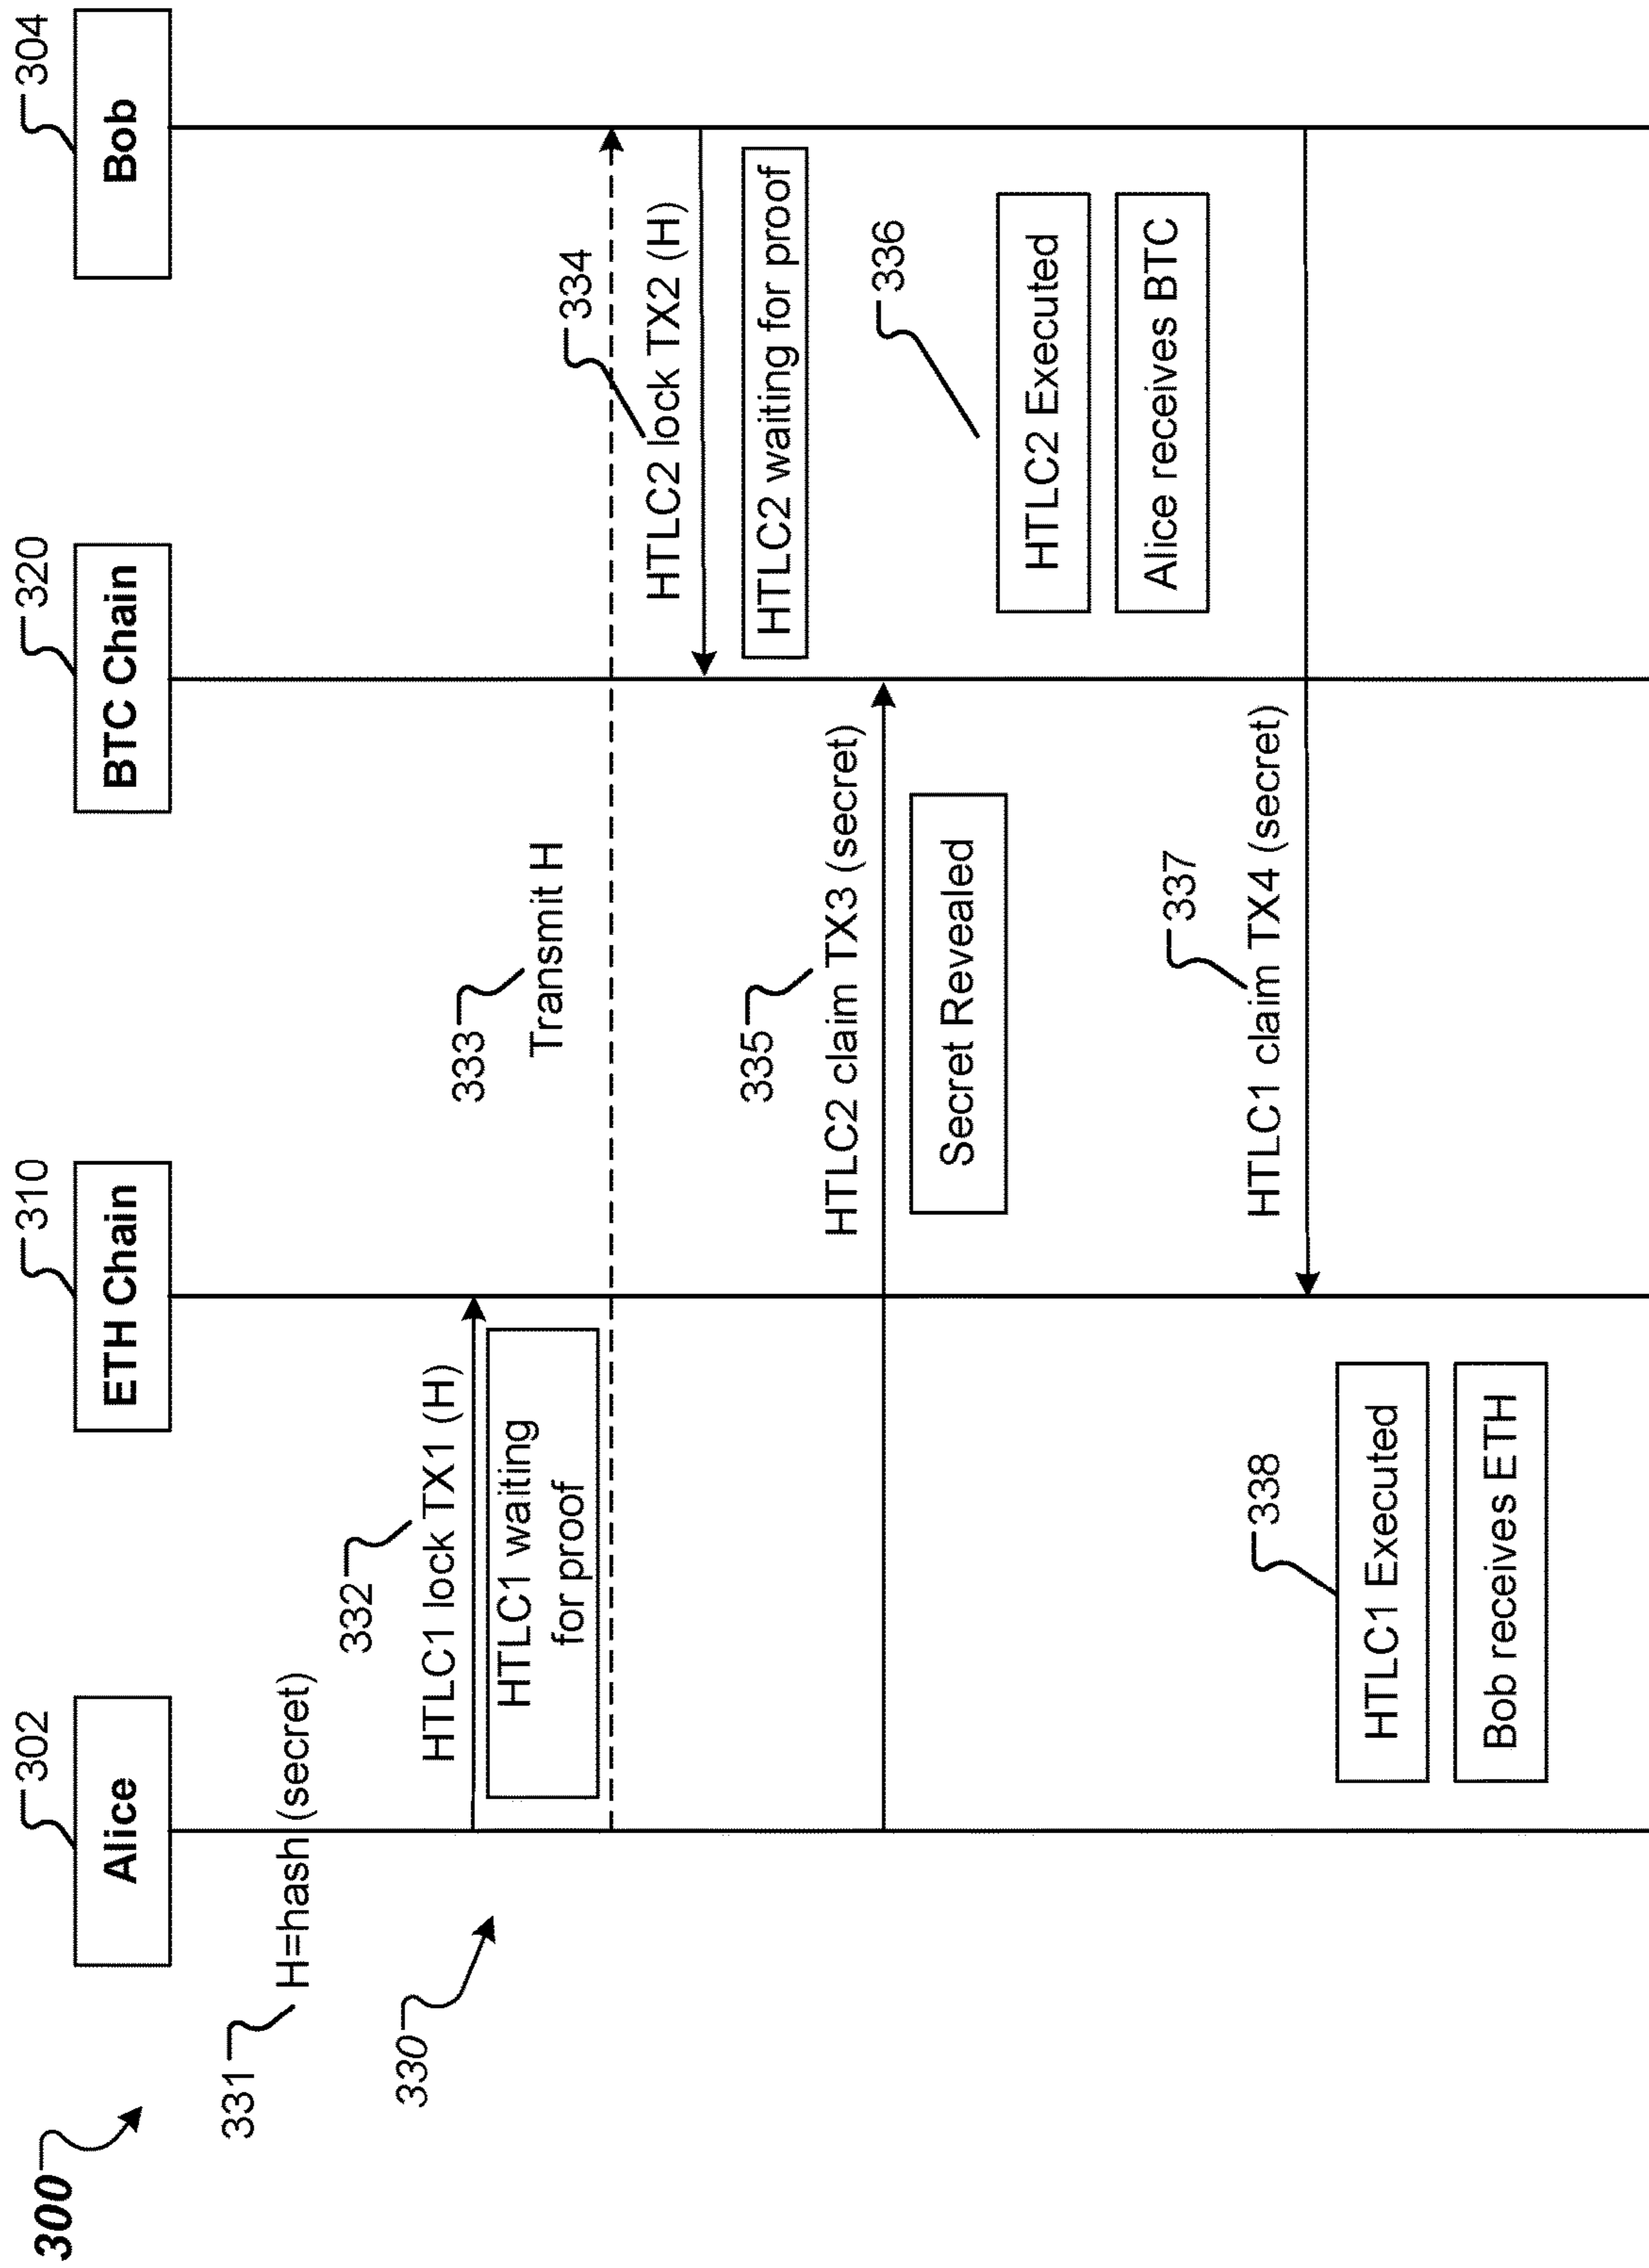 300
302
Alice
310
ETH Chain
320
BTC Chain
304
Bob
331
H=hash (secret)
330
332
HTLC1 lock TX1 (H)
HTLC1 waiting
for proof
333
Transmit H
334
HTLC2 lock TX2 (H)
HTLC2 waiting for proof
335
HTLC2 claim TX3 (secret)
Secret Revealed
336
HTLC2 Executed
Alice receives BTC
337
HTLC1 claim TX4 (secret)
338
HTLC1 Executed
Bob receives ETH